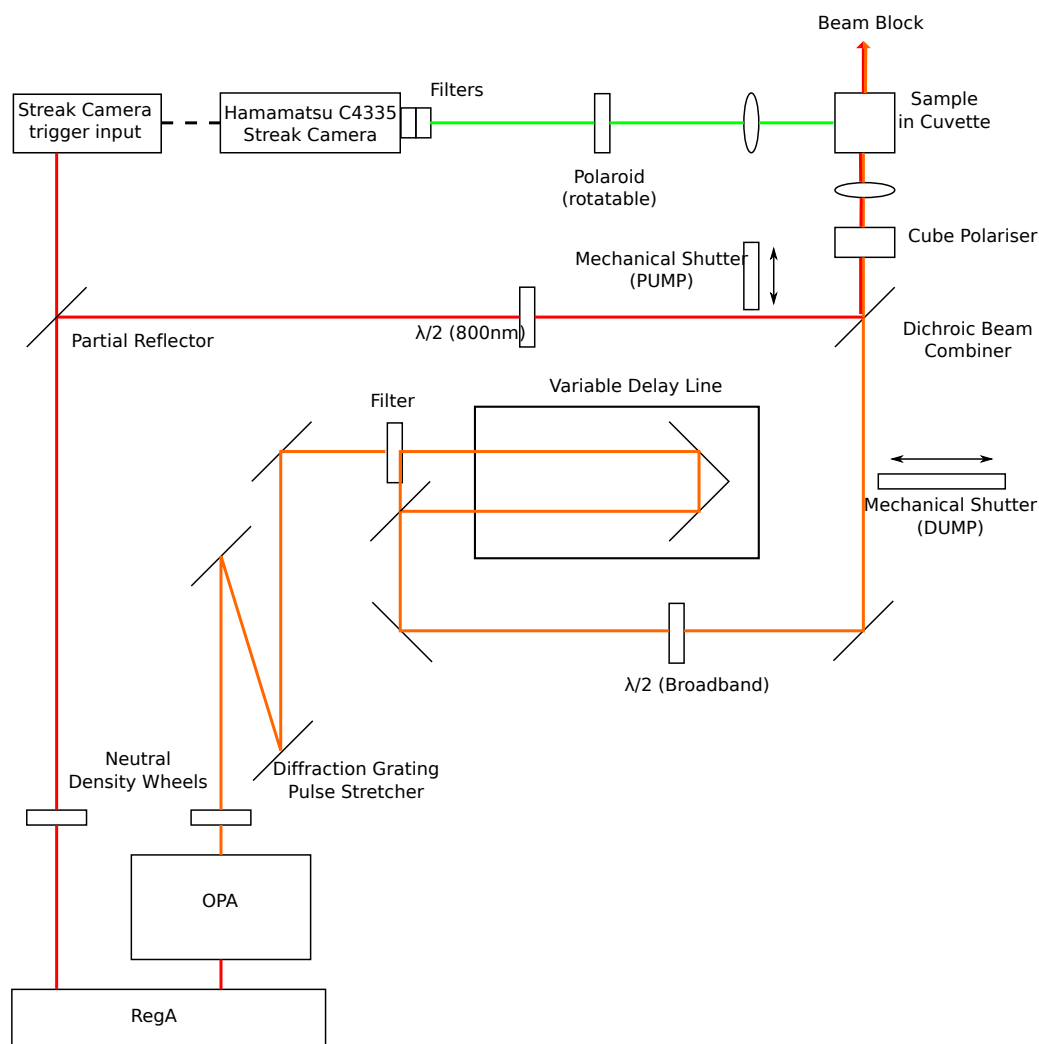 Beam Block
Streak Camera
trigger input
Hamamatsu C4335
Streak Camera
Filters
Sample
in Cuvette
Polaroid
(rotatable)
Cube Polariser
Mechanical Shutter
(PUMP)
λ/2 (800nm)
Partial Reflector
Dichroic Beam
Combiner
Variable Delay Line
Filter
Mechanical Shutter
(DUMP)
λ/2 (Broadband)
Neutral
Density Wheels
Diffraction Grating
Pulse Stretcher
OPA
RegA